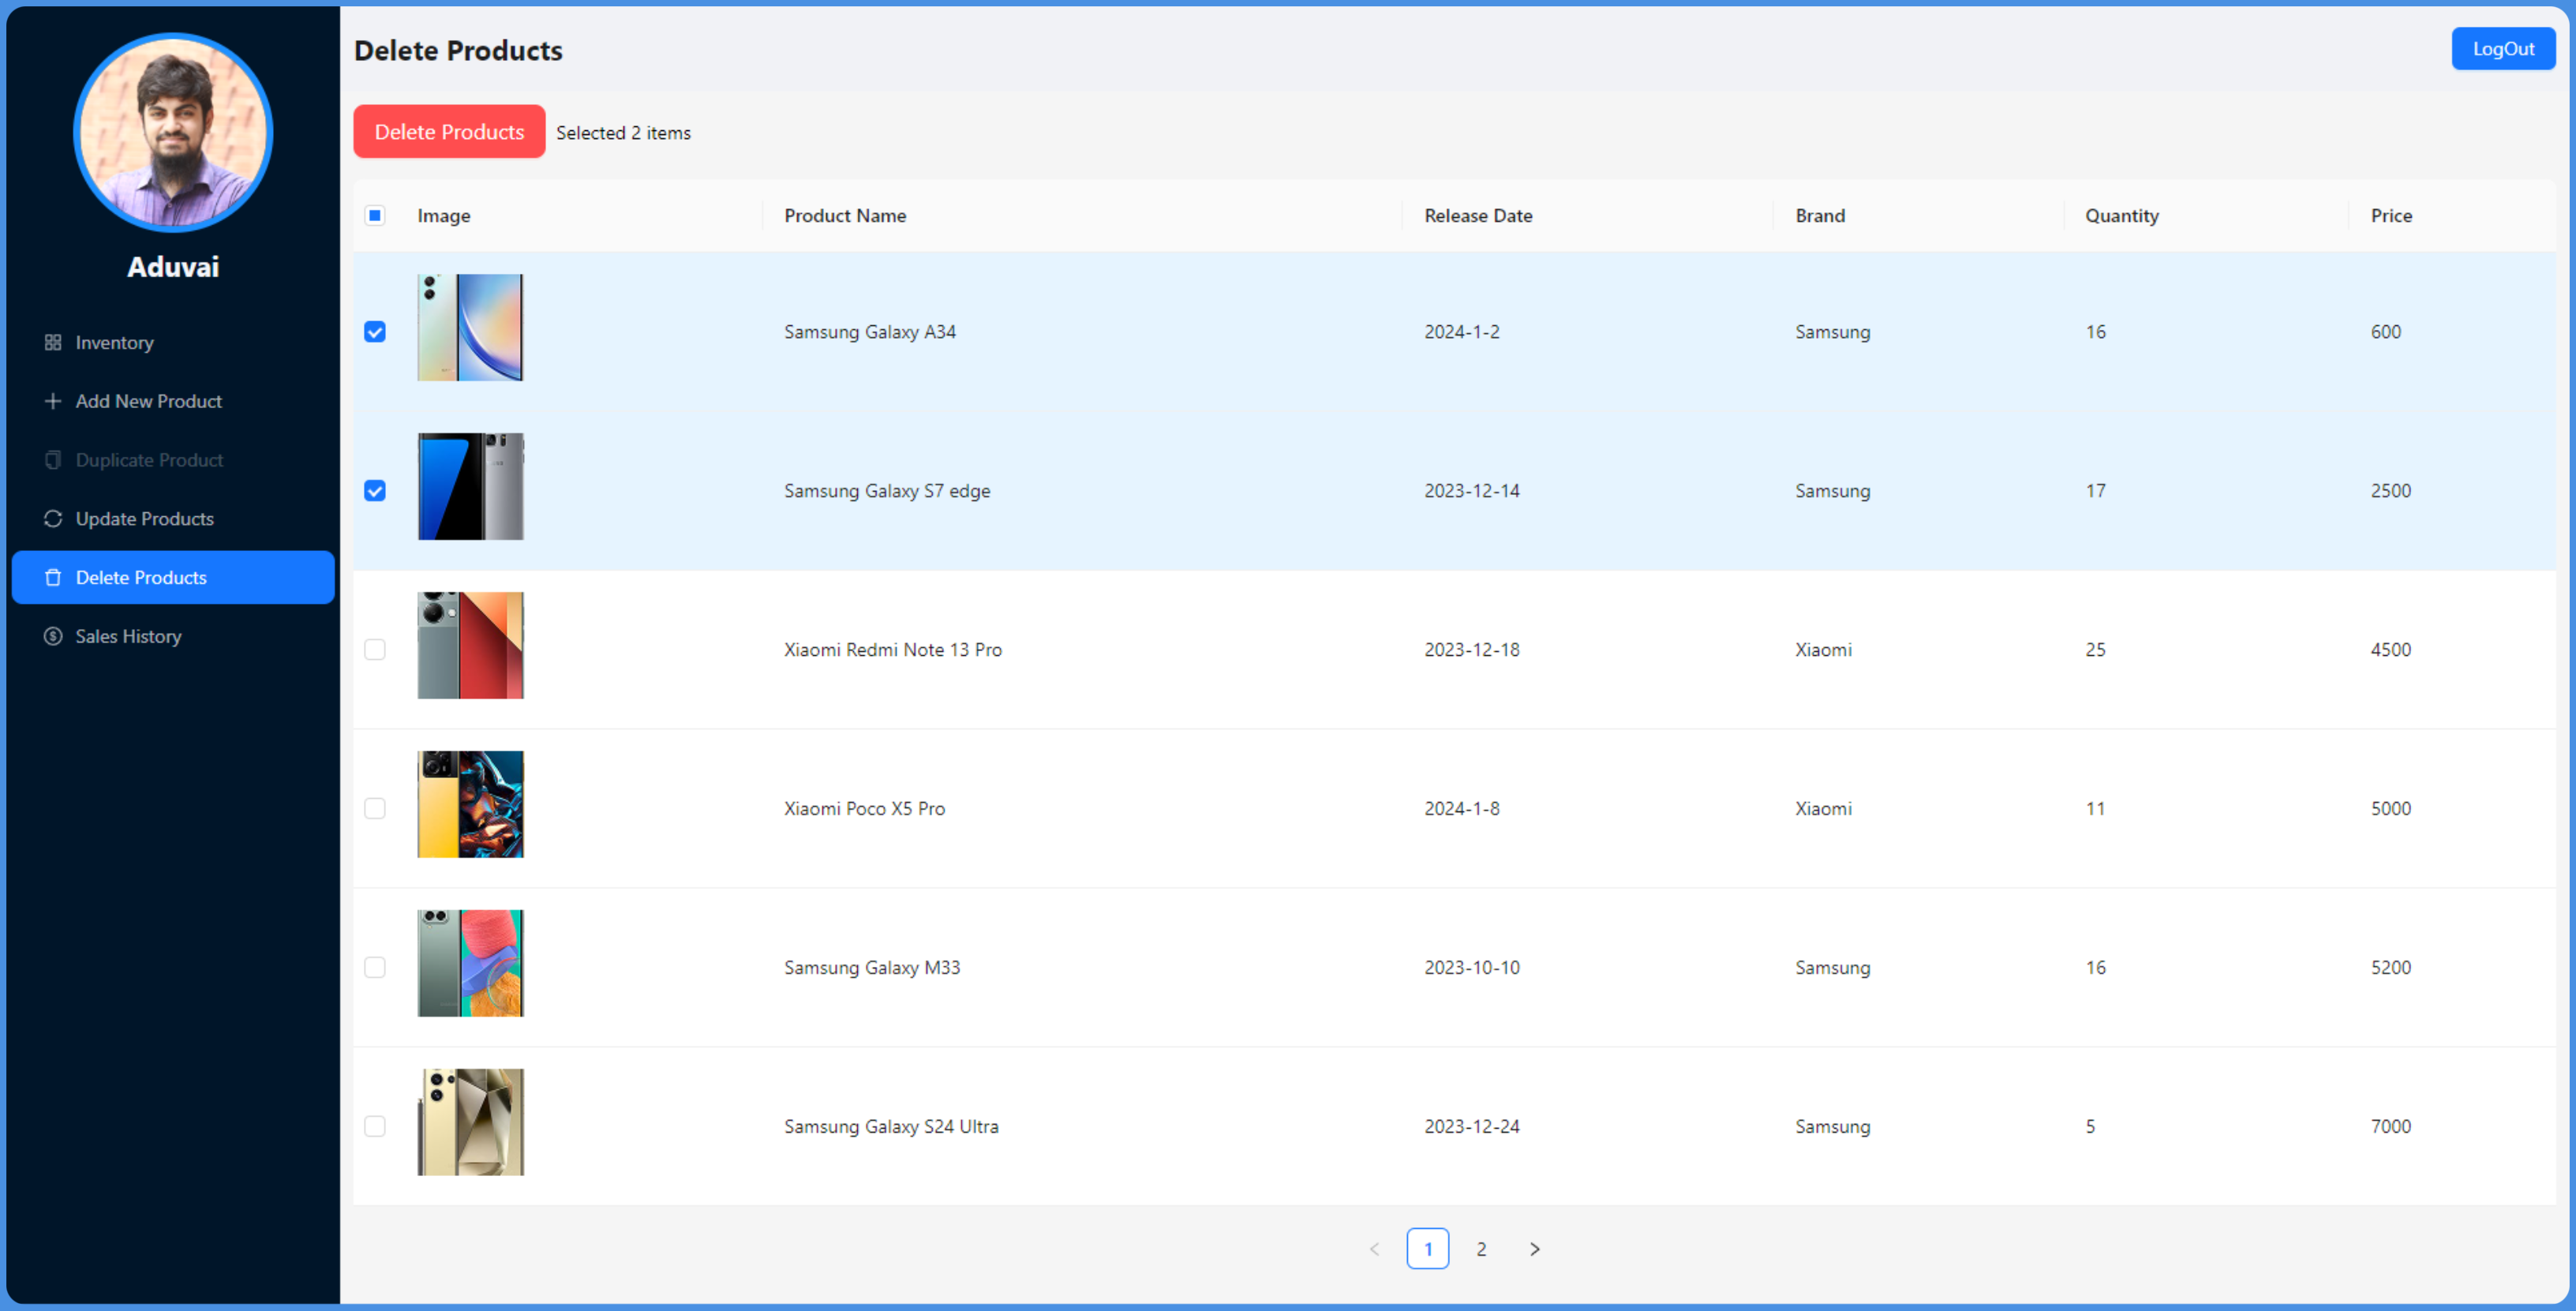 Aduvai
Inventory
Add New Product
Duplicate Product
Update Products
Delete Products
Sales History
Delete Products
LogOut
Delete Products Selected 2 items
Image Product Name Release Date Brand Quantity Price
Samsung Galaxy A34 2024-1-2 Samsung 16 600
Samsung Galaxy S7 edge 2023-12-14 Samsung 17 2500
Xiaomi Redmi Note 13 Pro 2023-12-18 Xiaomi 25 4500
Xiaomi Poco X5 Pro 2024-1-8 Xiaomi 11 5000
Samsung Galaxy M33 2023-10-10 Samsung 16 5200
Samsung Galaxy S24 Ultra 2023-12-24 Samsung 5 7000
< 1 2 >